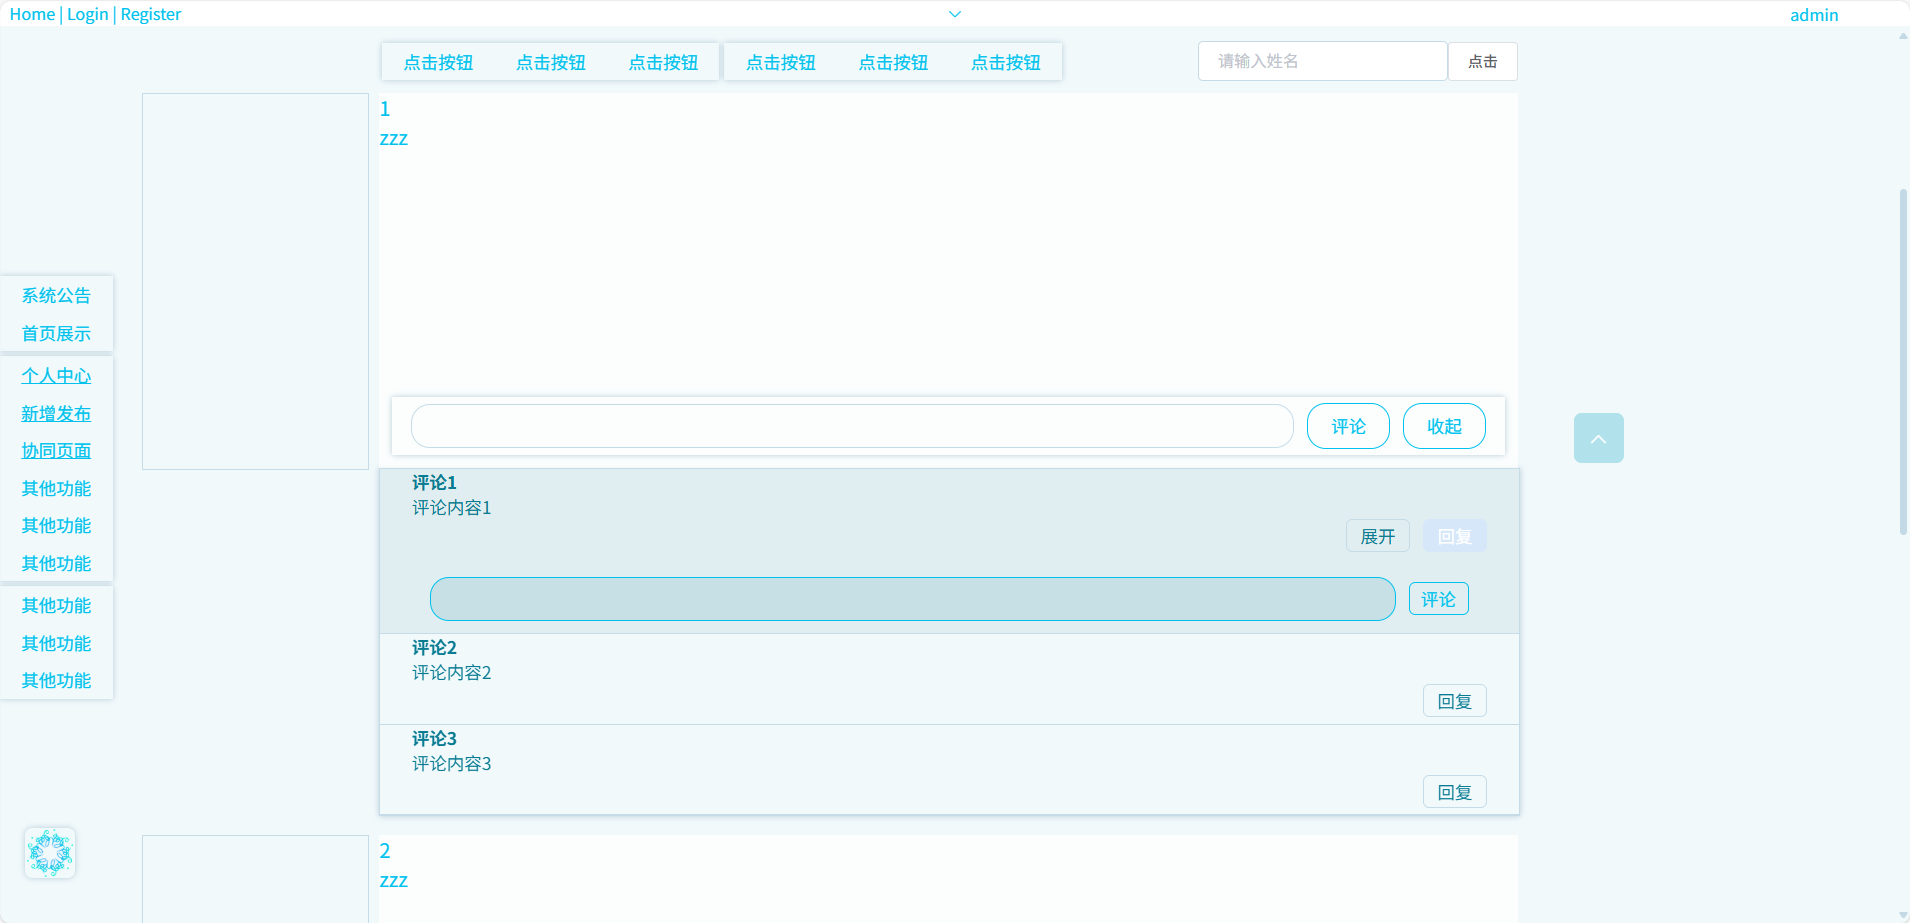 Home | Login | Register
admin
点击按钮 点击按钮 点击按钮 点击按钮 点击按钮 点击按钮
请输入姓名 点击
系统公告
首页展示
个人中心
新增发布
协同页面
其他功能
其他功能
其他功能
其他功能
其他功能
其他功能
1
zzz
评论 收起
评论1
评论内容1
展开 回复
评论
评论2
评论内容2
回复
评论3
评论内容3
回复
2
zzz